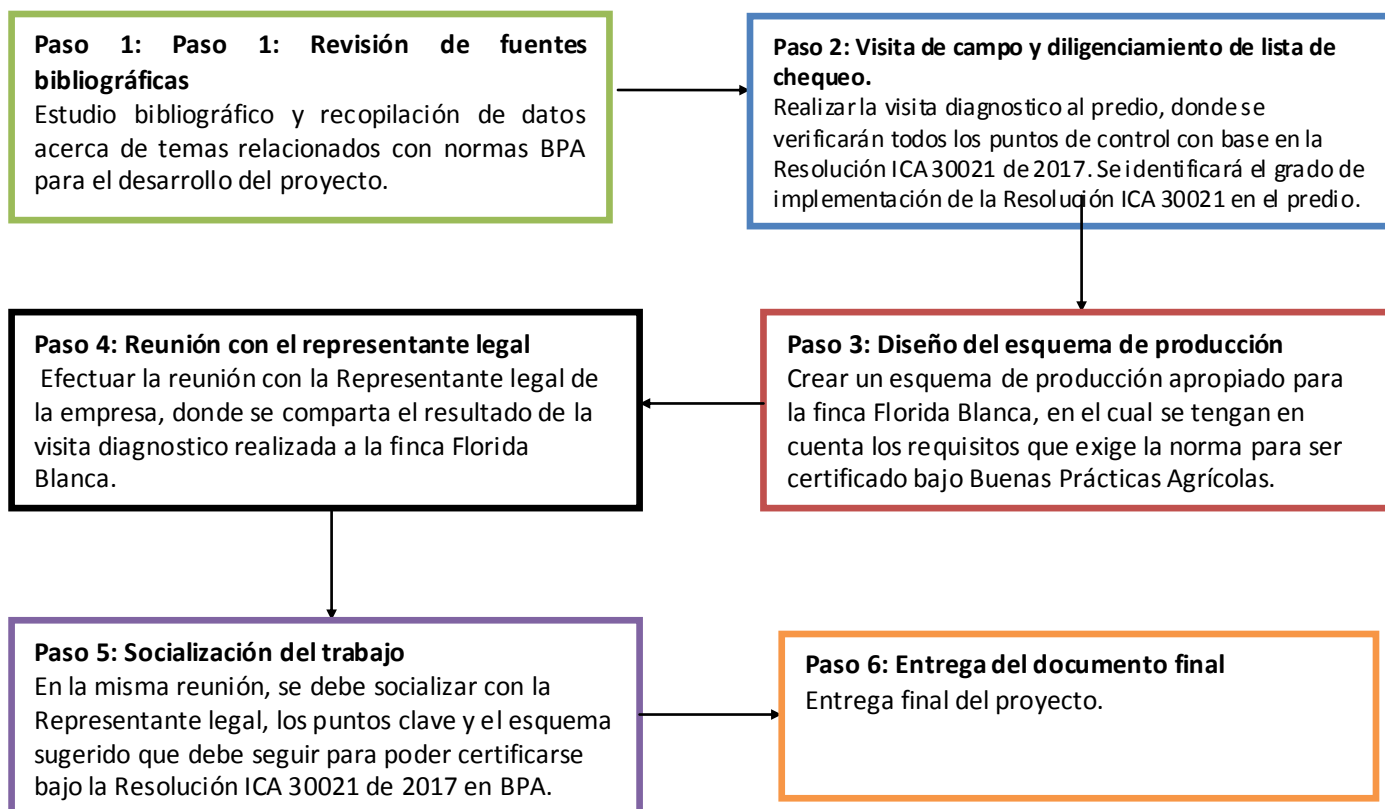 Paso 1: Paso 1: Revisión de fuentes
bibliográficas
Estudio bibliográfico y recopilación de datos
acerca de temas relacionados con normas BPA
para el desarrollo del proyecto.
Paso 2: Visita de campo y diligenciamiento de lista de
chequeo.
Realizar la visita diagnostico al predio, donde se
verificarán todos los puntos de control con base en la
Resolución ICA 30021 de 2017. Se identificará el grado de
implementación de la Resolución ICA 30021 en el predio.
Paso 3: Diseño del esquema de producción
Crear un esquema de producción apropiado para
la finca Florida Blanca, en el cual se tengan en
cuenta los requisitos que exige la norma para ser
certificado bajo Buenas Prácticas Agrícolas.
Paso 4: Reunión con el representante legal
Efectuar la reunión con la Representante legal de
la empresa, donde se comparta el resultado de la
visita diagnostico realizada a la finca Florida
Blanca.
Paso 5: Socialización del trabajo
En la misma reunión, se debe socializar con la
Representante legal, los puntos clave y el esquema
sugerido que debe seguir para poder certificarse
bajo la Resolución ICA 30021 de 2017 en BPA.
Paso 6: Entrega del documento final
Entrega final del proyecto.